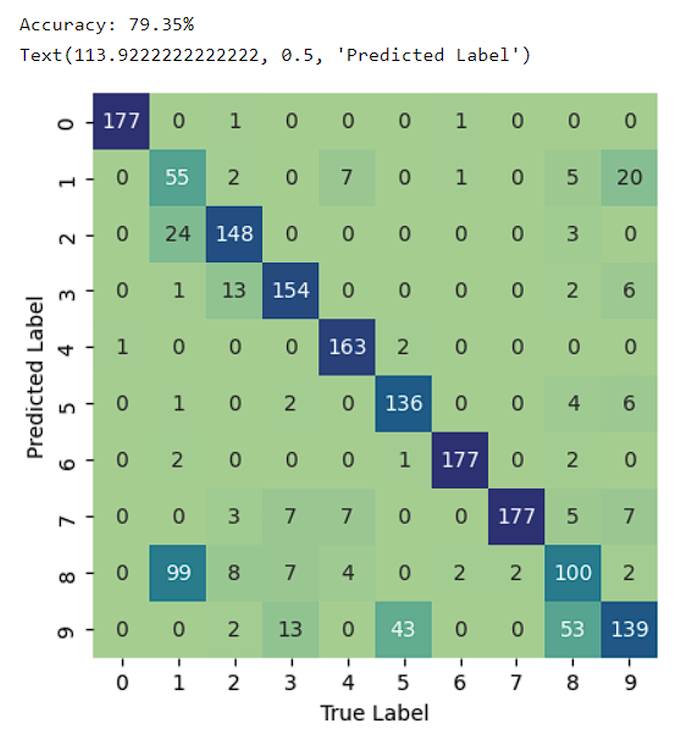 Accuracy: 79.35%
Text(113.9222222222222, 0.5, 'Predicted Label')
0 177 0 1 0 0 0 1 0 0 0
1 0 55 2 0 7 0 1 0 5 20
2 0 24 148 0 0 0 0 0 3 0
3 0 1 13 154 0 0 0 0 2 6
4 1 0 0 0 163 2 0 0 0 0
5 0 1 0 2 0 136 0 0 4 6
6 0 2 0 0 0 1 177 0 2 0
7 0 0 3 7 7 0 0 177 5 7
8 0 99 8 7 4 0 2 2 100 2
9 0 0 2 13 0 43 0 0 53 139
Predicted Label
0 1 2 3 4 5 6 7 8 9
True Label